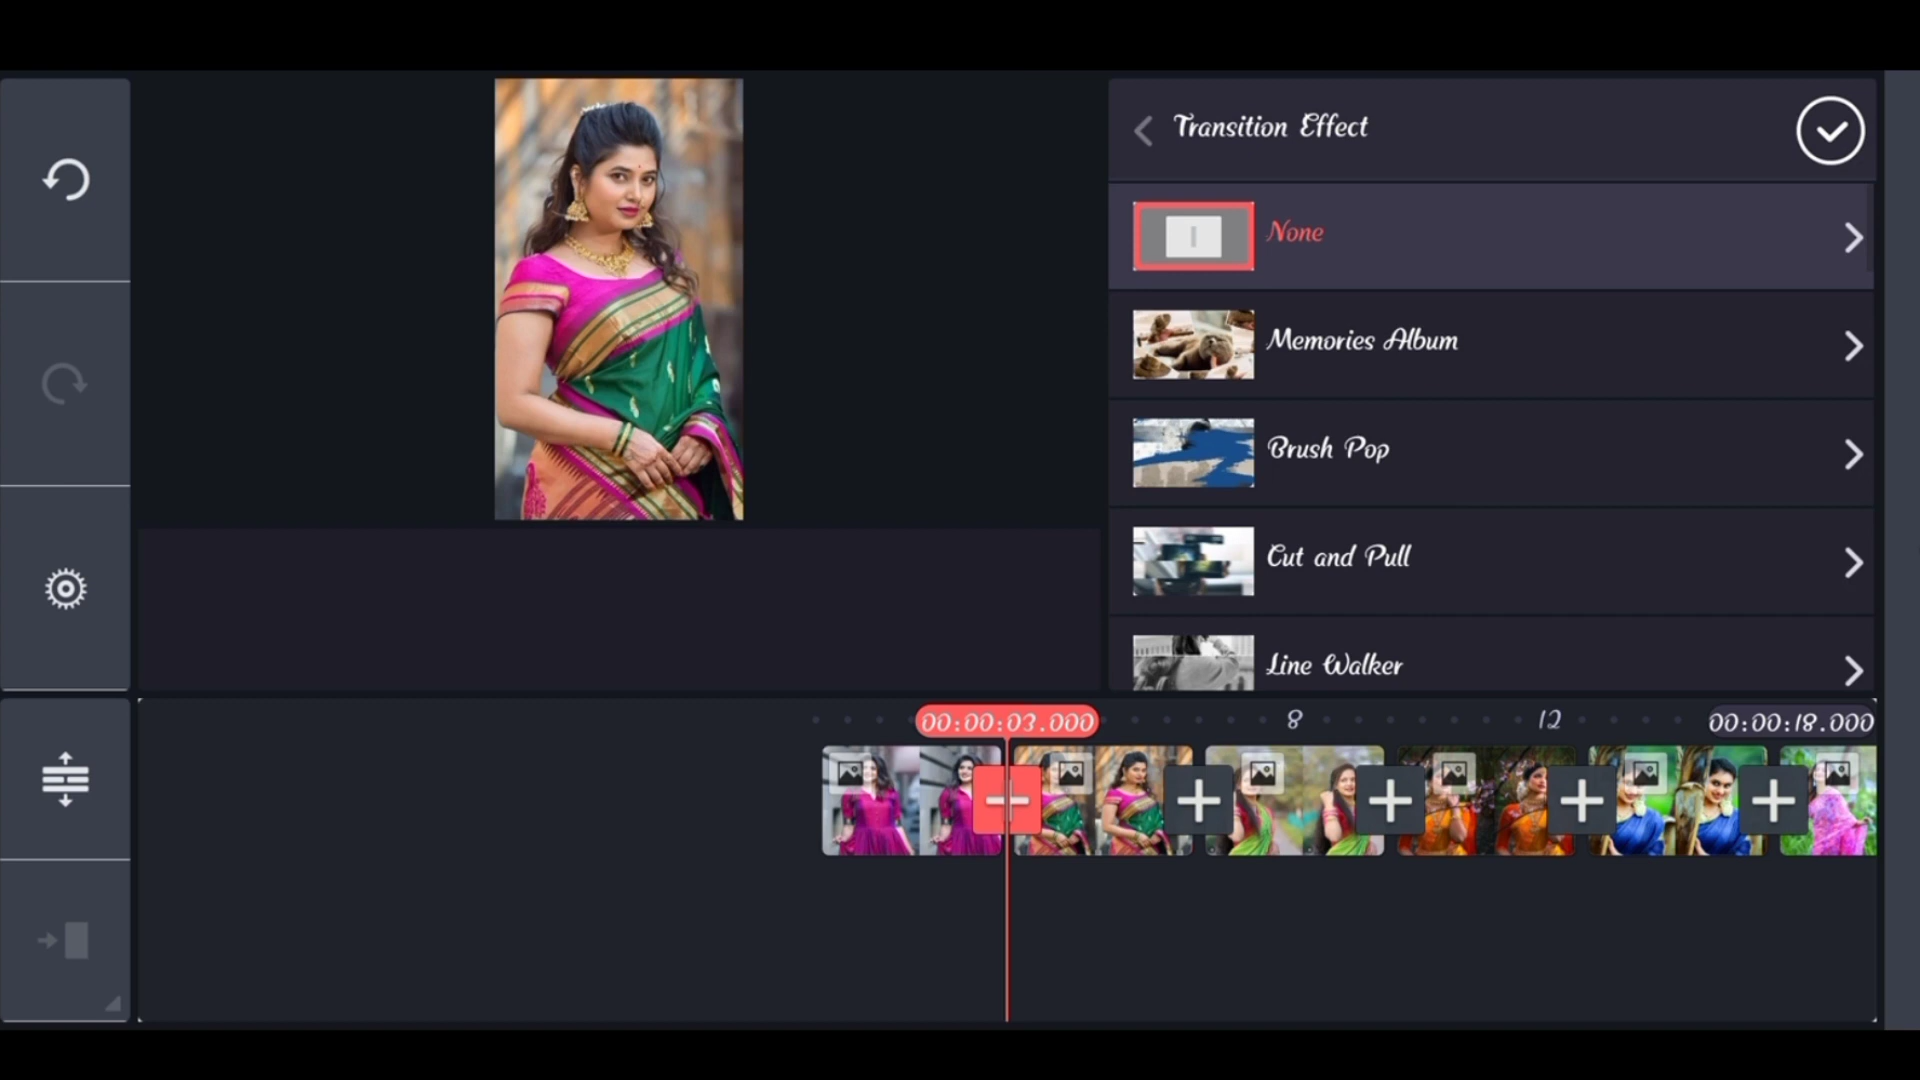 Transition Effect
None
Memories Album
Brush Pop
Cut and Pull
Line Walker
00:00:03.000
8
12
00:00:18.000